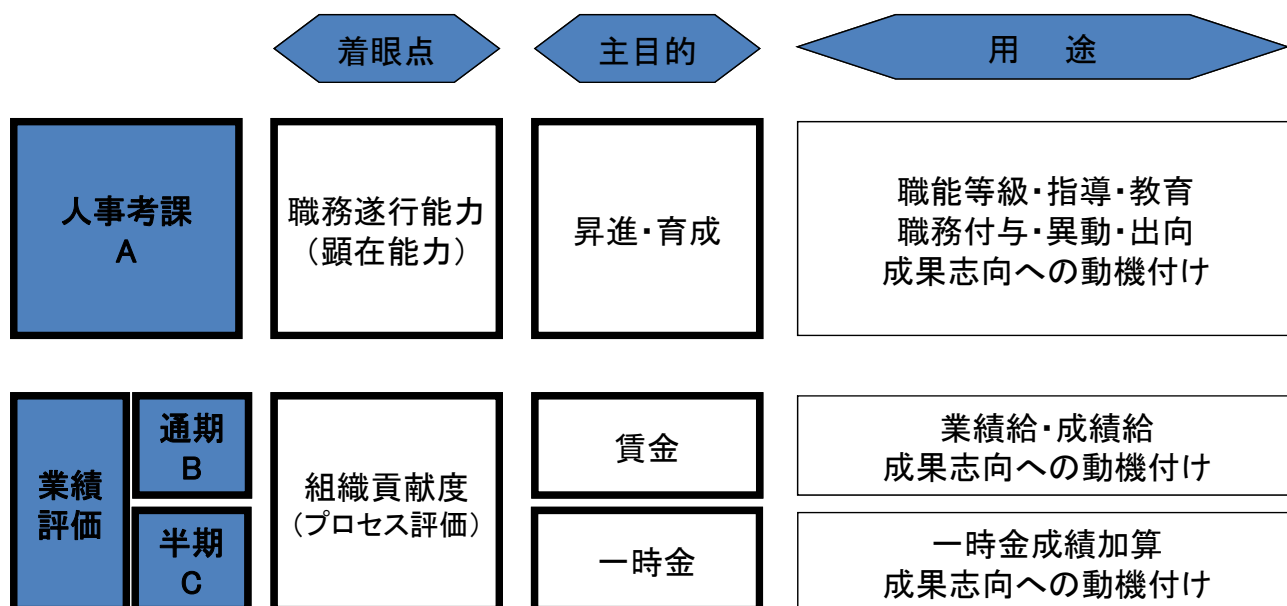 着眼点
主目的
用 途
人事考課
A
職務遂行能力
(顕在能力)
昇進・育成
職能等級・指導・教育
職務付与・異動・出向
成果志向への動機付け
業績
評価
通期
B
半期
C
組織貢献度
(プロセス評価)
賃金
業績給・成績給
成果志向への動機付け
一時金
一時金成績加算
成果志向への動機付け